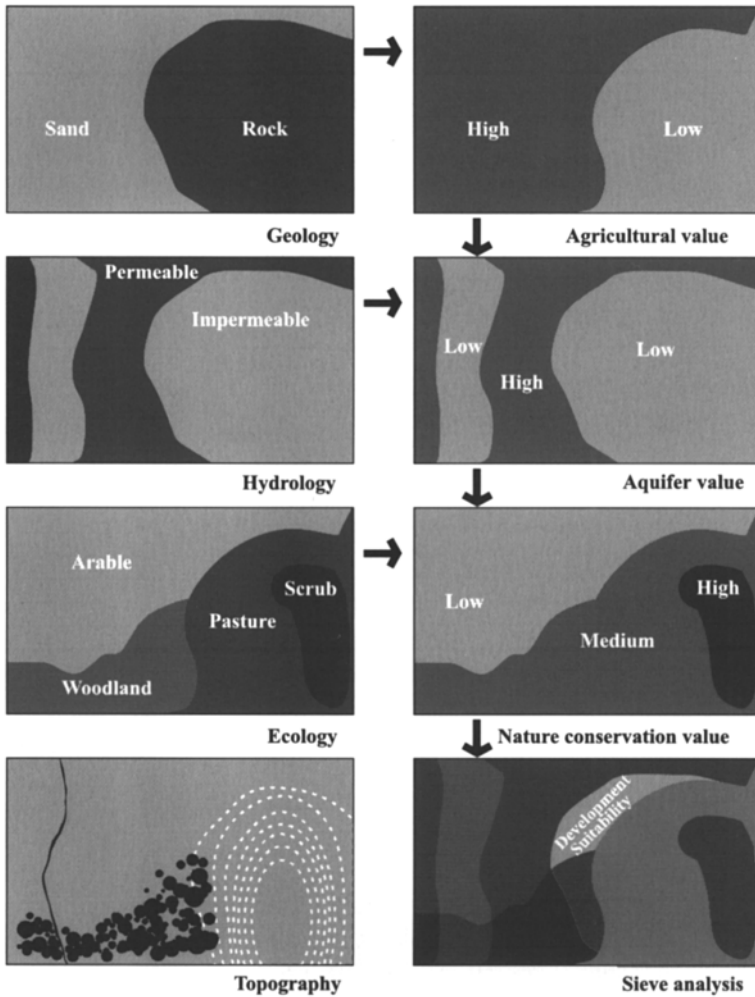 Sand
Rock
High
Low
Geology
Agricultural value
Permeable
Impermeable
Low
High
Low
Hydrology
Aquifer value
Arable
Scrub
Pasture
Woodland
Low
High
Medium
Ecology
Nature conservation value
Development
Suitability
Topography
Sieve analysis